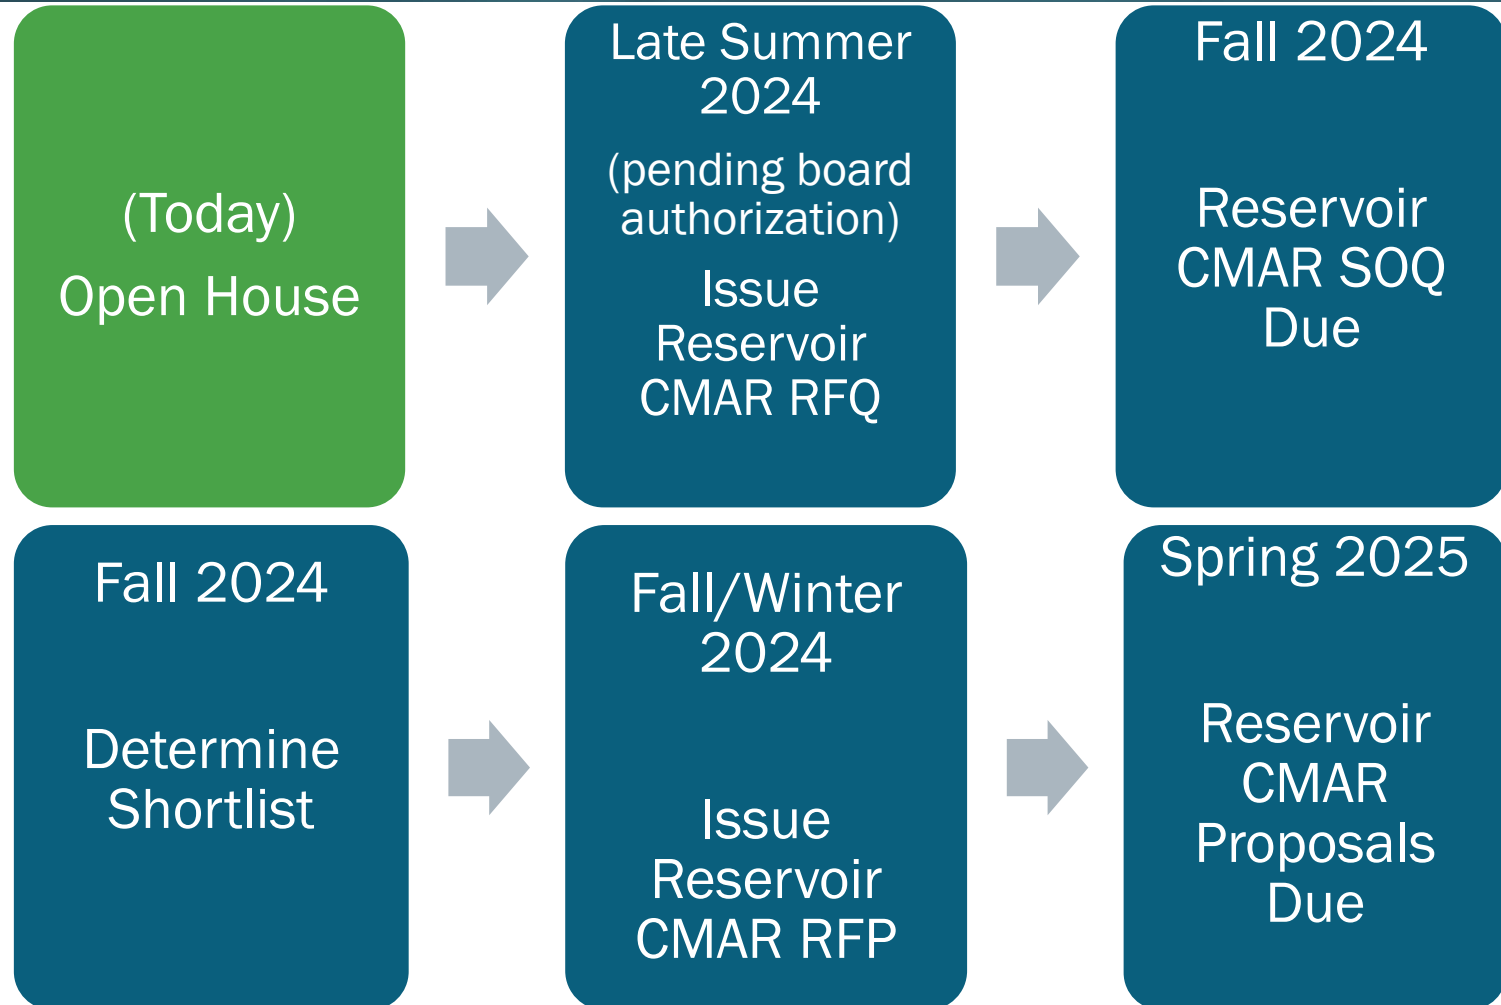 (Today)
Open House
Late Summer
2024
(pending board
authorization)
Issue
Reservoir
CMAR RFQ
Fall 2024
Reservoir
CMAR SOQ
Due
Fall 2024
Determine
Shortlist
Fall/Winter
2024
Issue
Reservoir
CMAR RFP
Spring 2025
Reservoir
CMAR
Proposals
Due